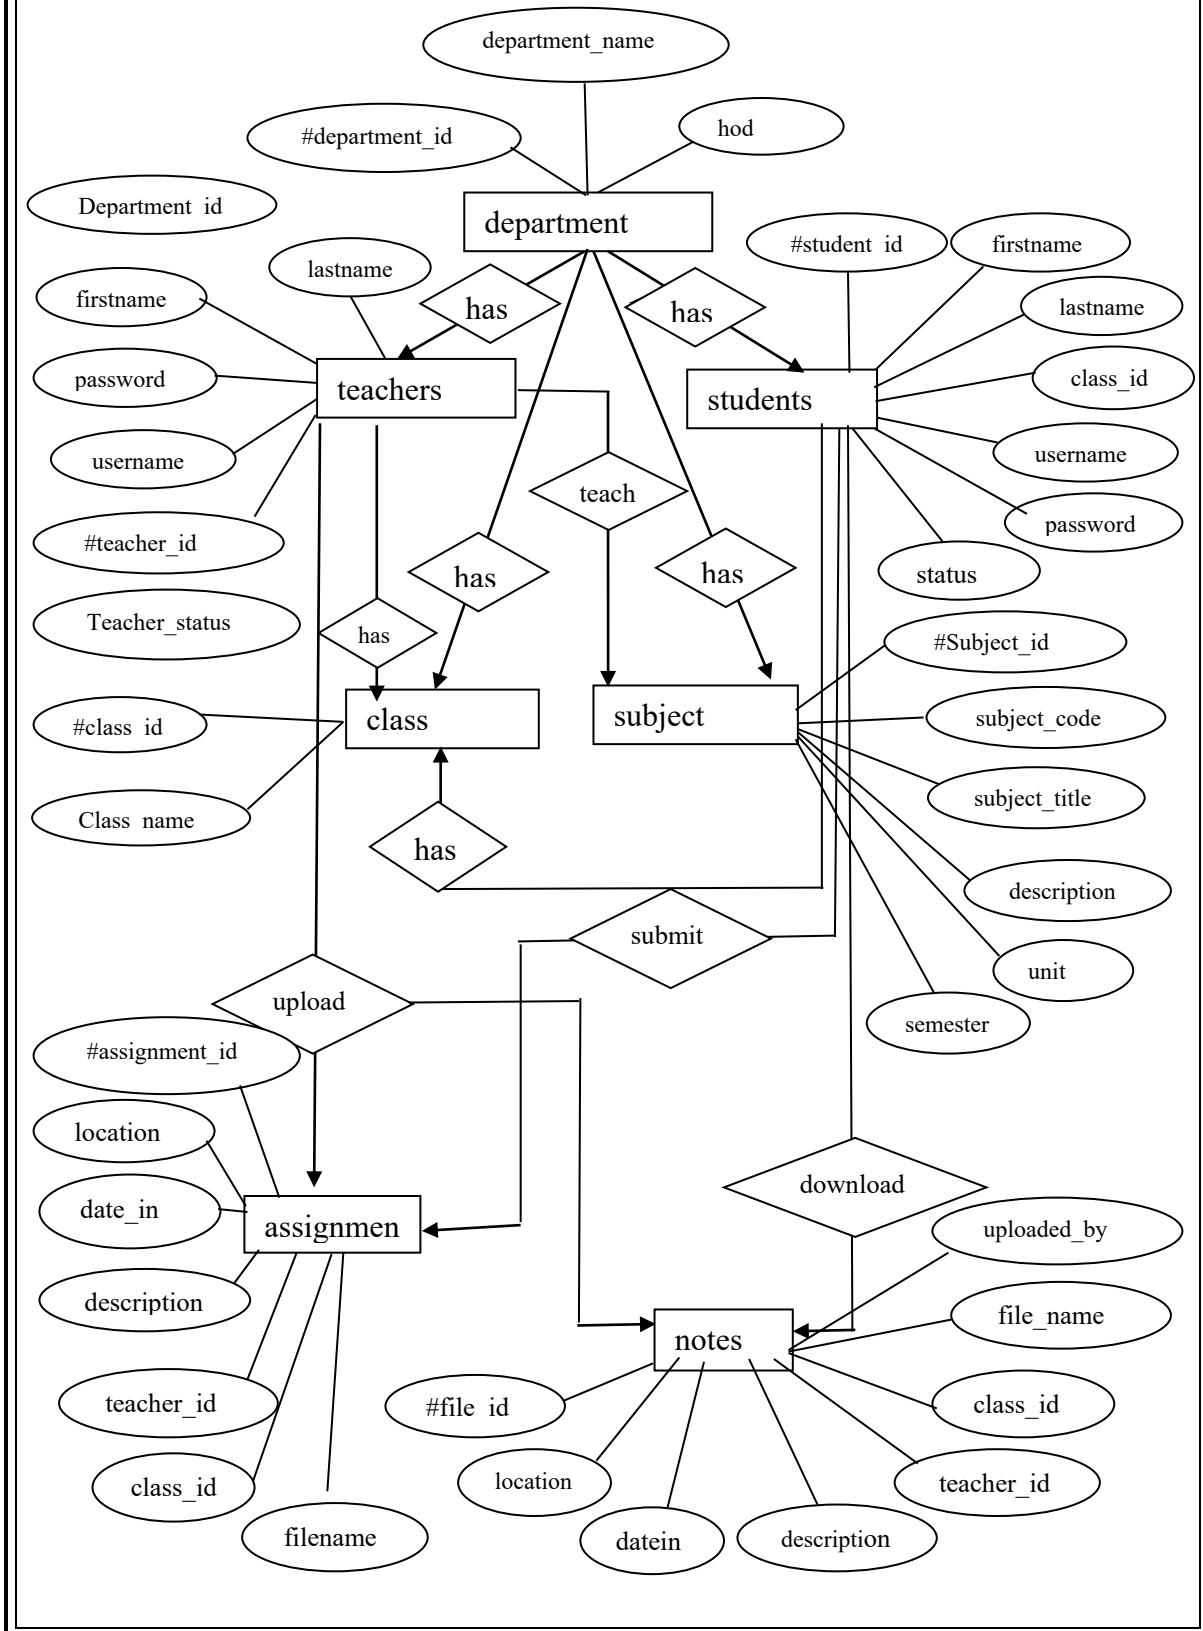 department_name
#department_id
hod
Department id
department
#student id
firstname
lastname
firstname
has
has
lastname
password
teachers
students
class_id
username
username
teach
password
#teacher_id
has
has
status
Teacher_status
has
#Subject_id
#class id
class
subject
subject_code
Class name
subject_title
has
description
submit
unit
upload
semester
#assignment_id
location
download
date_in
assignmen
uploaded_by
description
file_name
notes
teacher_id
#file id
class_id
class_id
location
teacher_id
filename
datein
description